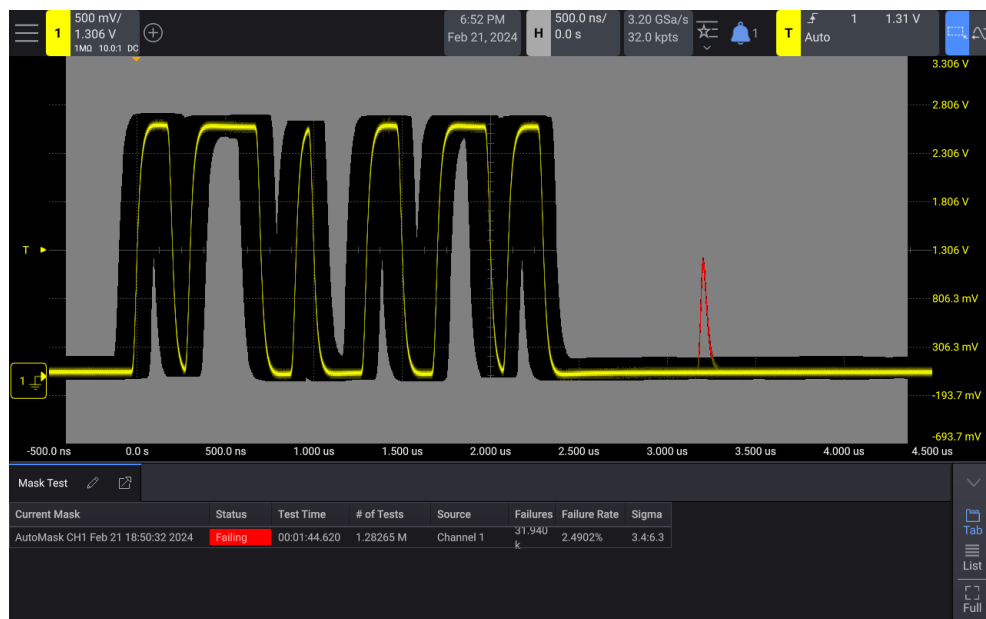 500 mV/
1
1.306 V
1MΩ 10.0:1 DC
6:52 PM
Feb 21, 2024
H
500.0 ns/
0.0 s
3.20 GSa/s
32.0 kpts
1
T
1
1.31 V
Auto
3.306 V
2.806 V
2.306 V
1.806 V
T
1.306 V
806.3 mV
306.3 mV
1
-193.7 mV
-693.7 mV
-500.0 ns
0.0 s
500.0 ns
1.000 us
1.500 us
2.000 us
2.500 us
3.000 us
3.500 us
4.000 us
4.500 us
Mask Test
Current Mask Status Test Time # of Tests Source Failures Failure Rate Sigma
AutoMask CH1 Feb 21 18:50:32 2024 Failing 00:01:44.620 1.28265 M Channel 1 31.940 k 2.4902% 3.4:6.3
Tab
List
Full